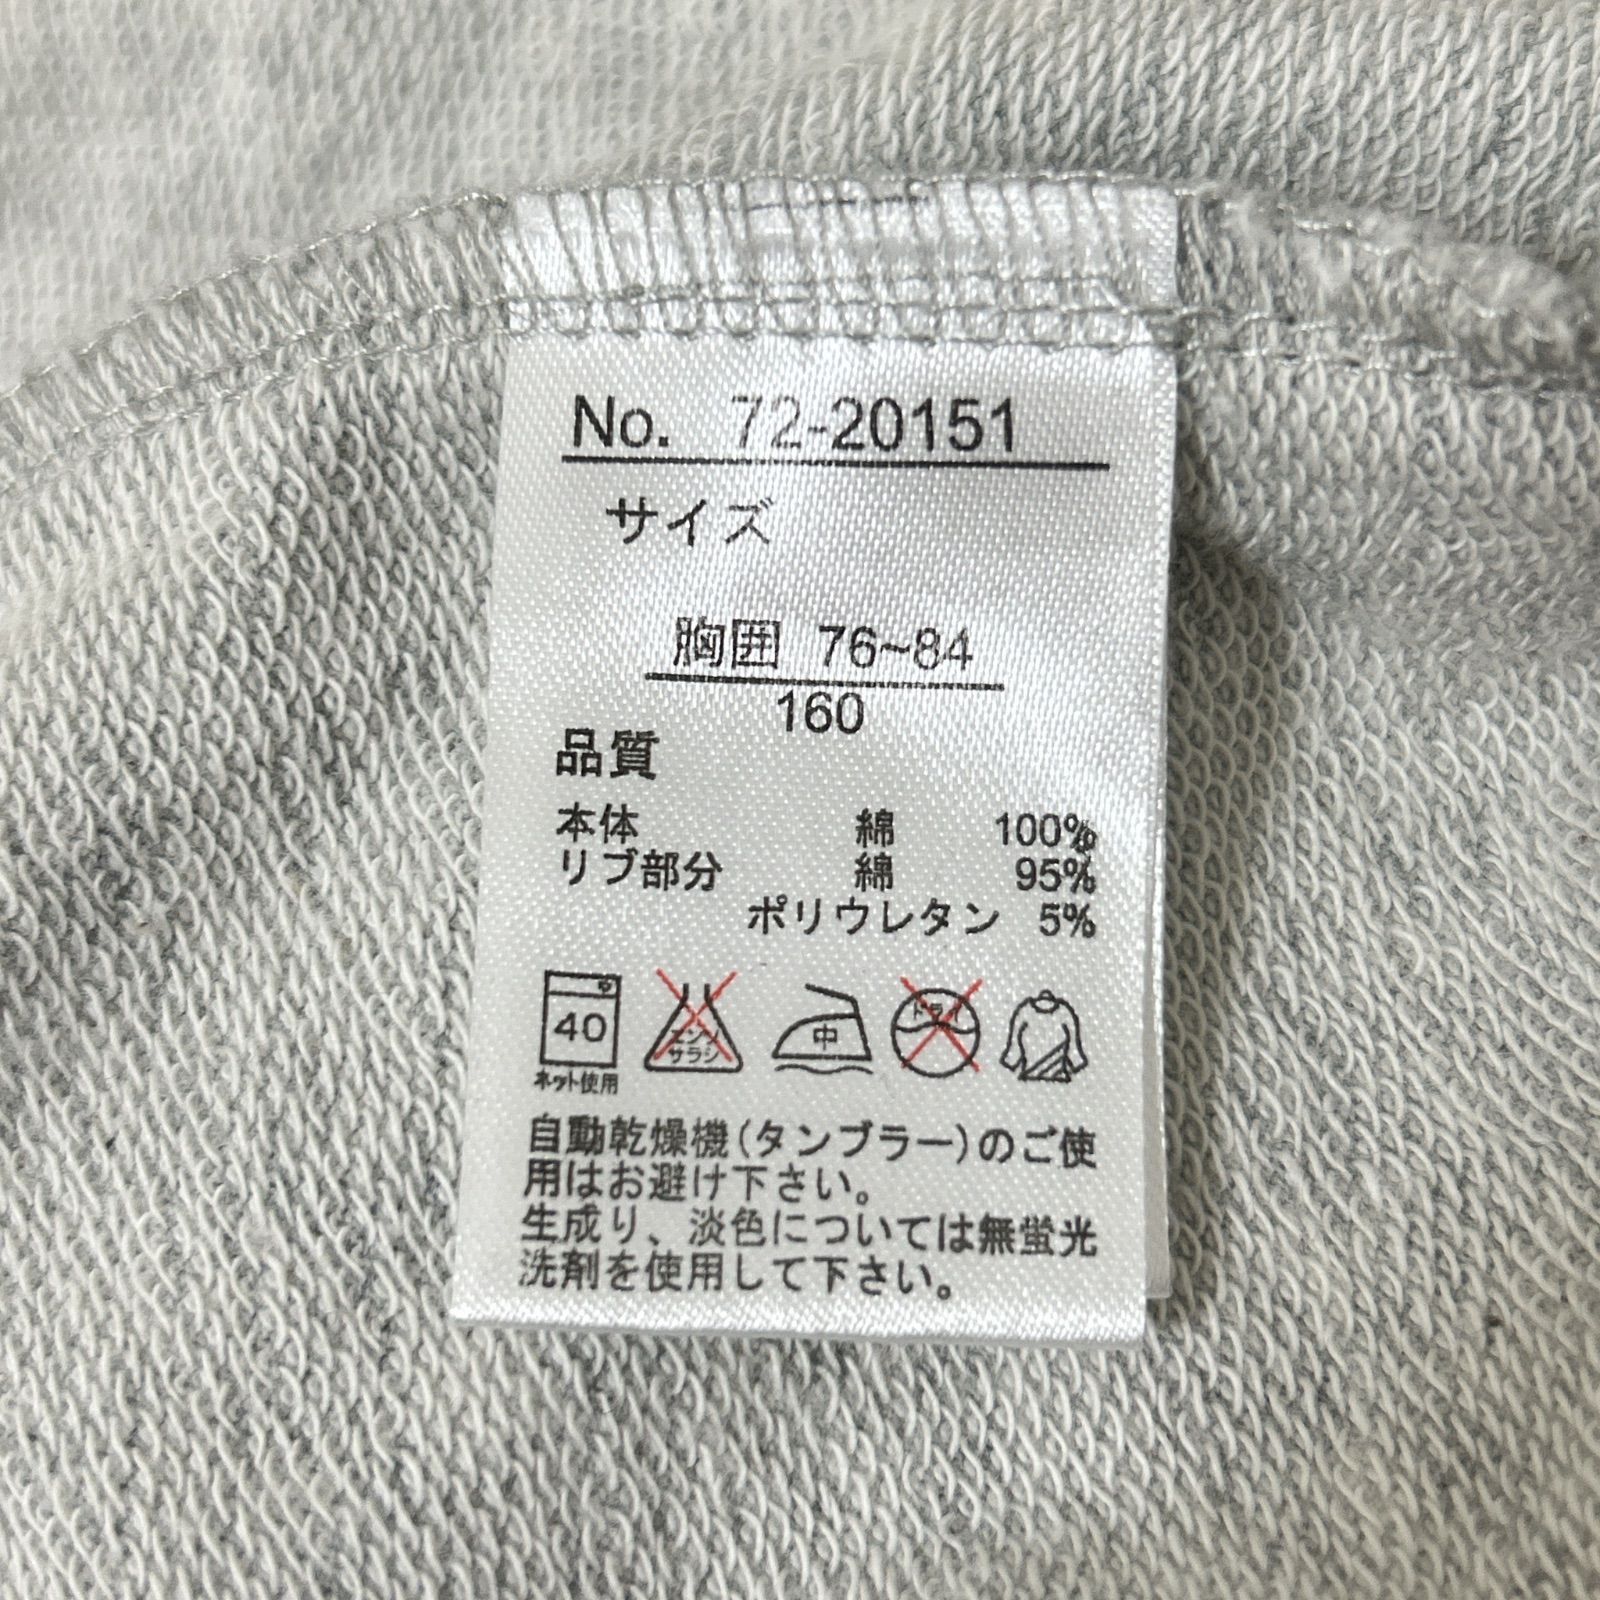 No. 72-20151
サイズ
胸囲 76~84
160
品質
本体 綿 100%
リブ部分 綿 95%
ポリウレタン 5%
40 エンソ サラシ 中 ドライ
ネット使用
自動乾燥機(タンブラー)のご使
用はお避け下さい。
生成り、淡色については無蛍光
洗剤を使用して下さい。